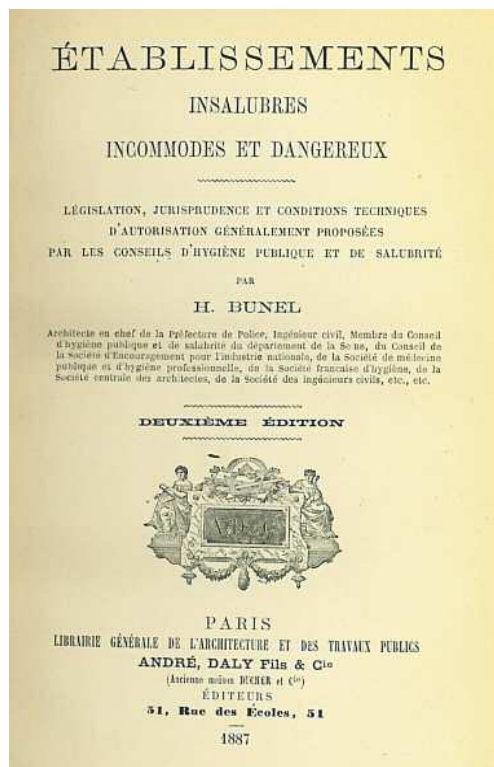 ÉTABLISSEMENTS
INSALUBRES
INCOMMODES ET DANGEREUX
LÉGISLATION, JURISPRUDENCE ET CONDITIONS TECHNIQUES
D'AUTORISATION GÉNÉRALEMENT PROPOSÉES
PAR LES CONSEILS D'HYGIÈNE PUBLIQUE ET DE SALUBRITÉ
PAR
H. BUNEL
Architecte en chef de la Préfecture de Police, Ingénieur civil, Membre du Conseil
d'hygiène publique et de salubrité du département de la Seine, du Conseil de
la Société d'Encouragement pour l'industrie nationale, de la Société de médecine
publique et d'hygiène professionnelle, de la Société française d'hygiène, de la
Société centrale des architectes, de la Société des ingénieurs civils, etc., etc.
DEUXIÈME ÉDITION
PARIS
LIBRAIRIE GÉNÉRALE DE L'ARCHITECTURE ET DES TRAVAUX PUBLICS
ANDRÉ, DALY Fils & Cie
(Ancienne maison DUCHER et Cie)
ÉDITEURS
51, Rue des Écoles, 51
1887